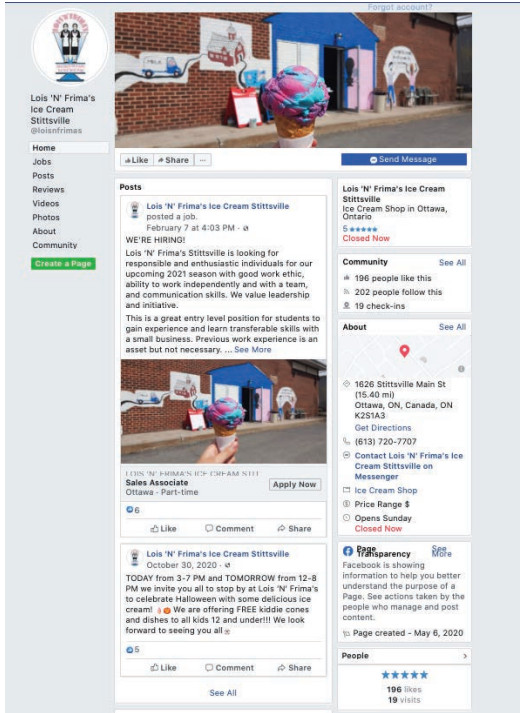 Forgot account?
LOIS 'N' FRIMA'S
Lois 'N' Frima's
Ice Cream
Stittsville
@loisnfrimas
Home
Jobs
Posts
Reviews
Videos
Photos
About
Community
Create a Page
Like Share ...
Send Message
Posts
Lois 'N' Frima's Ice Cream Stittsville
posted a job.
February 7 at 4:03 PM ·
WE'RE HIRING!
Lois 'N' Frima's Stittsville is looking for
responsible and enthusiastic individuals for our
upcoming 2021 season with good work ethic,
ability to work independently and with a team,
and communication skills. We value leadership
and initiative.
This is a great entry level position for students to
gain experience and learn transferable skills with
a small business. Previous work experience is an
asset but not necessary. ... See More
LOIS 'N' FRIMA'S ICE CREAM STIT
Sales Associate
Ottawa · Part-time
Apply Now
6
Like Comment Share
Lois 'N' Frima's Ice Cream Stittsville
October 30, 2020 ·
TODAY from 3-7 PM and TOMORROW from 12-8
PM we invite you all to stop by at Lois 'N' Frima's
to celebrate Halloween with some delicious ice
cream! 🍦🎃 We are offering FREE kiddie cones
and dishes to all kids 12 and under!!! We look
forward to seeing you all
5
Like Comment Share
See All
Lois 'N' Frima's Ice Cream
Stittsville
Ice Cream Shop in Ottawa,
Ontario
5 ★★★★★
Closed Now
Community See All
196 people like this
202 people follow this
19 check-ins
About See All
1626 Stittsville Main St
(15.40 mi)
Ottawa, ON, Canada, ON
K2S1A3
Get Directions
(613) 720-7707
Contact Lois 'N' Frima's Ice
Cream Stittsville on
Messenger
Ice Cream Shop
Price Range $
Opens Sunday
Closed Now
Page
Transparency
See
More
Facebook is showing
information to help you better
understand the purpose of a
Page. See actions taken by the
people who manage and post
content.
Page created - May 6, 2020
People >
★★★★★
196 likes
19 visits